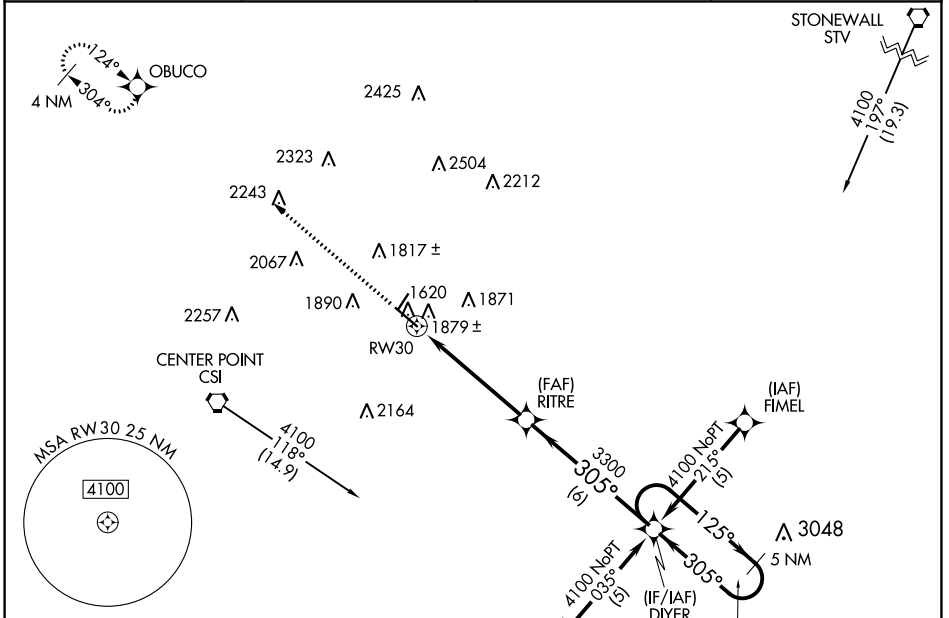 STONEWALL
STV
4100
197°
(19.3)
124°
304°
4 NM
OBUCO
2425
2323
2504
2212
2243
2067
1817 ±
1890
1620
1871
2257
1879 ±
RW30
CENTER POINT
CSI
4100
118°
(14.9)
2164
(FAF)
RITRE
(IAF)
FIMEL
MSA RW30 25 NM
4100
3300
305°
(6)
4100 NoPT
215°
(5)
125°
305°
3048
5 NM
4100 NoPT
035°
(5)
(IF/IAF)
DIYER